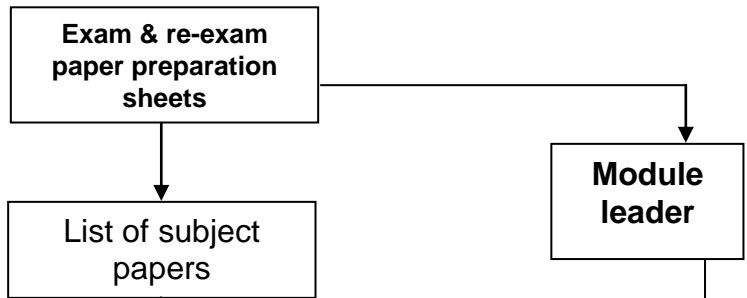 Exam & re-exam
paper preparation
sheets
Module
leader
List of subject
papers